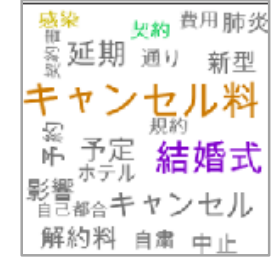 感染
契約
費用
肺炎
契約書
延期
通り
新型
キャンセル料
規約
予約
予定
結婚式
ホテル
影響
自己都合
キャンセル
解約料
自粛
中止